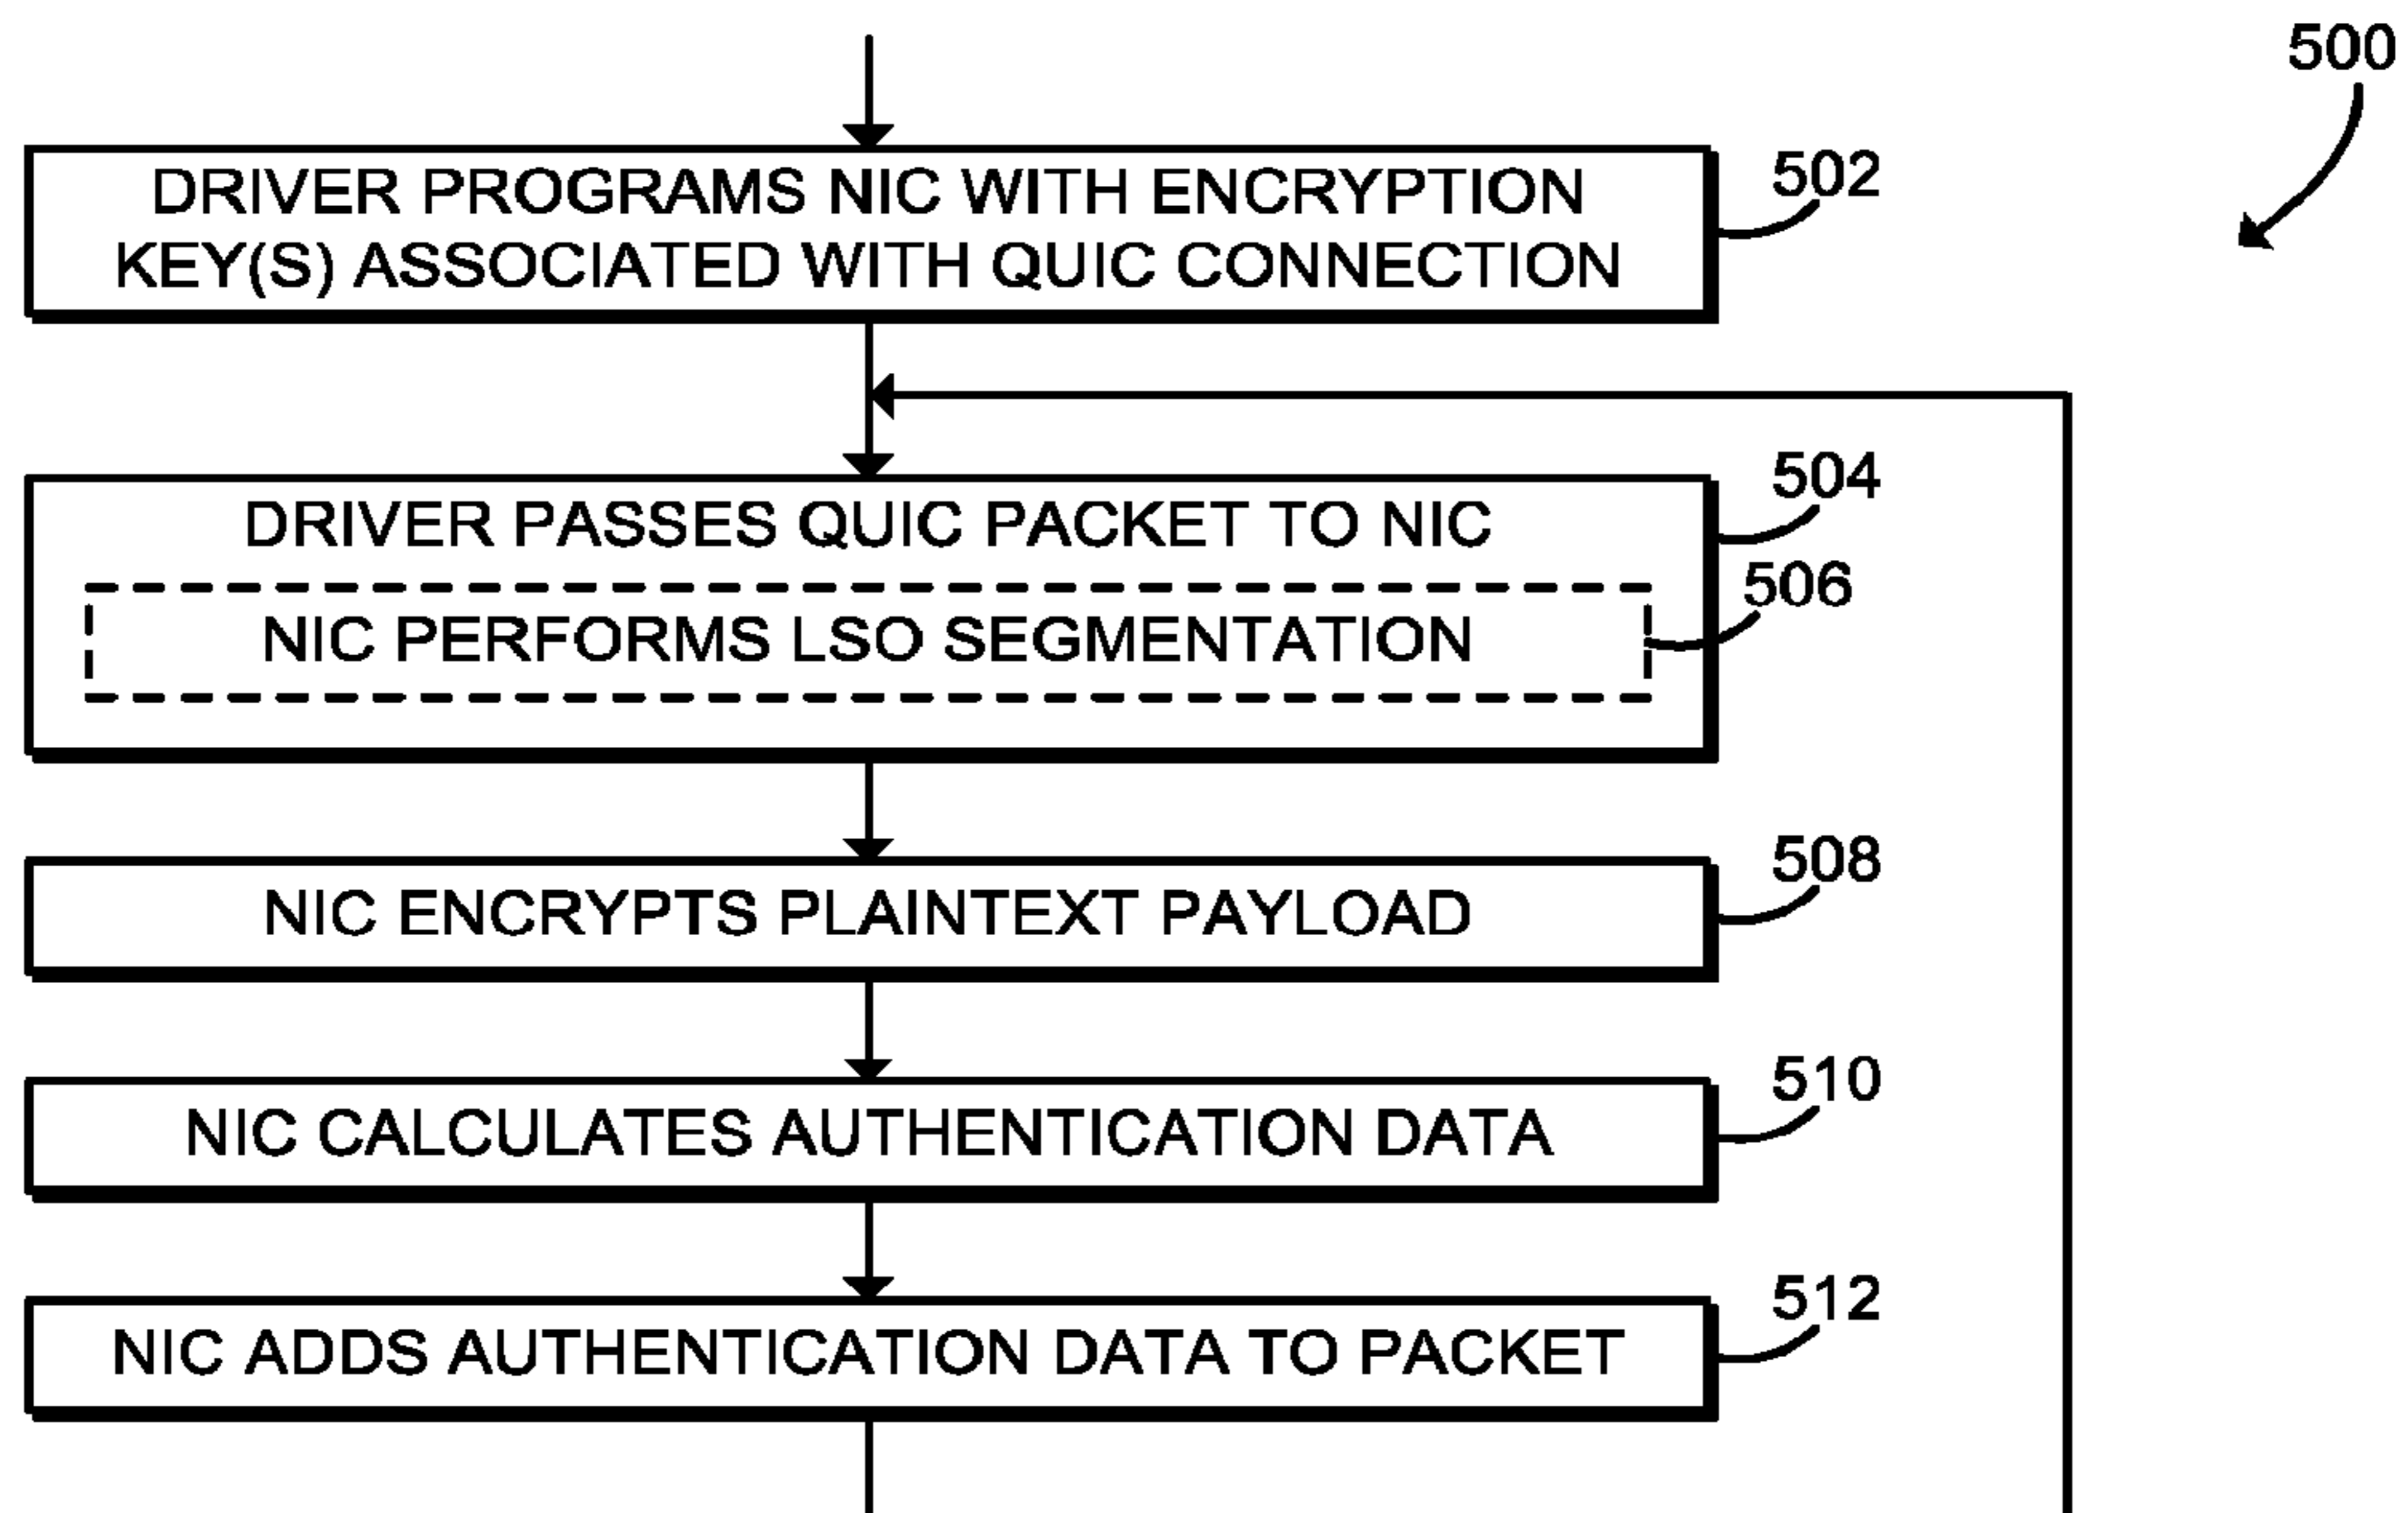 500
DRIVER PROGRAMS NIC WITH ENCRYPTION
KEY(S) ASSOCIATED WITH QUIC CONNECTION
502
DRIVER PASSES QUIC PACKET TO NIC
504
NIC PERFORMS LSO SEGMENTATION
506
NIC ENCRYPTS PLAINTEXT PAYLOAD
508
NIC CALCULATES AUTHENTICATION DATA
510
NIC ADDS AUTHENTICATION DATA TO PACKET
512